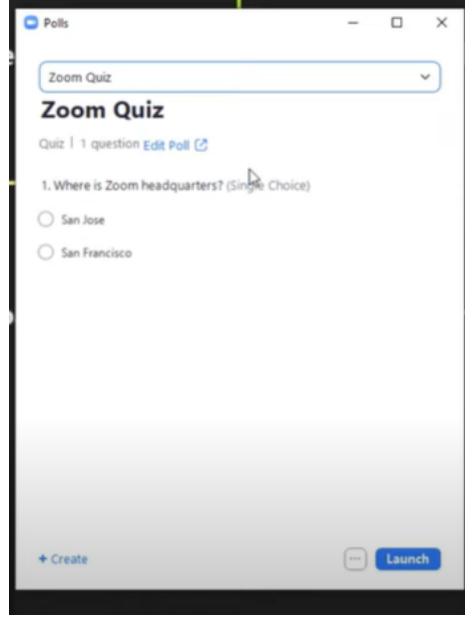 Polls
Zoom Quiz
Zoom Quiz
Quiz | 1 question Edit Poll
1. Where is Zoom headquarters? (Single Choice)
San Jose
San Francisco
+ Create
... Launch